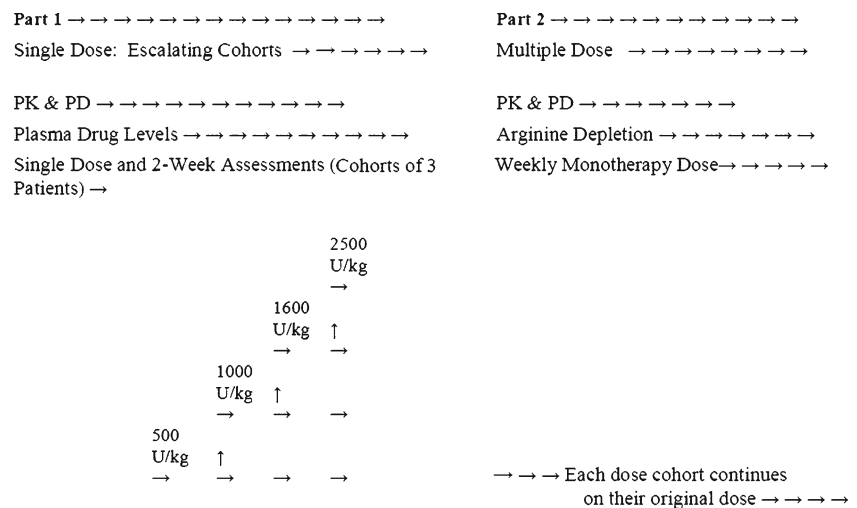 Part 1 → → → → → → → → → → → → → →
Single Dose: Escalating Cohorts → → → → → →
PK & PD → → → → → → → → → → →
Plasma Drug Levels → → → → → → → → → →
Single Dose and 2-Week Assessments (Cohorts of 3
Patients) →
Part 2 → → → → → → → → → → →
Multiple Dose → → → → → → → →
PK & PD → → → → → → →
Arginine Depletion → → → → → → →
Weekly Monotherapy Dose→ → → → →
2500
U/kg
→
1600
U/kg ↑
→ →
1000
U/kg ↑
→ → →
500
U/kg ↑
→ → → →
→ → → Each dose cohort continues
on their original dose → → → →